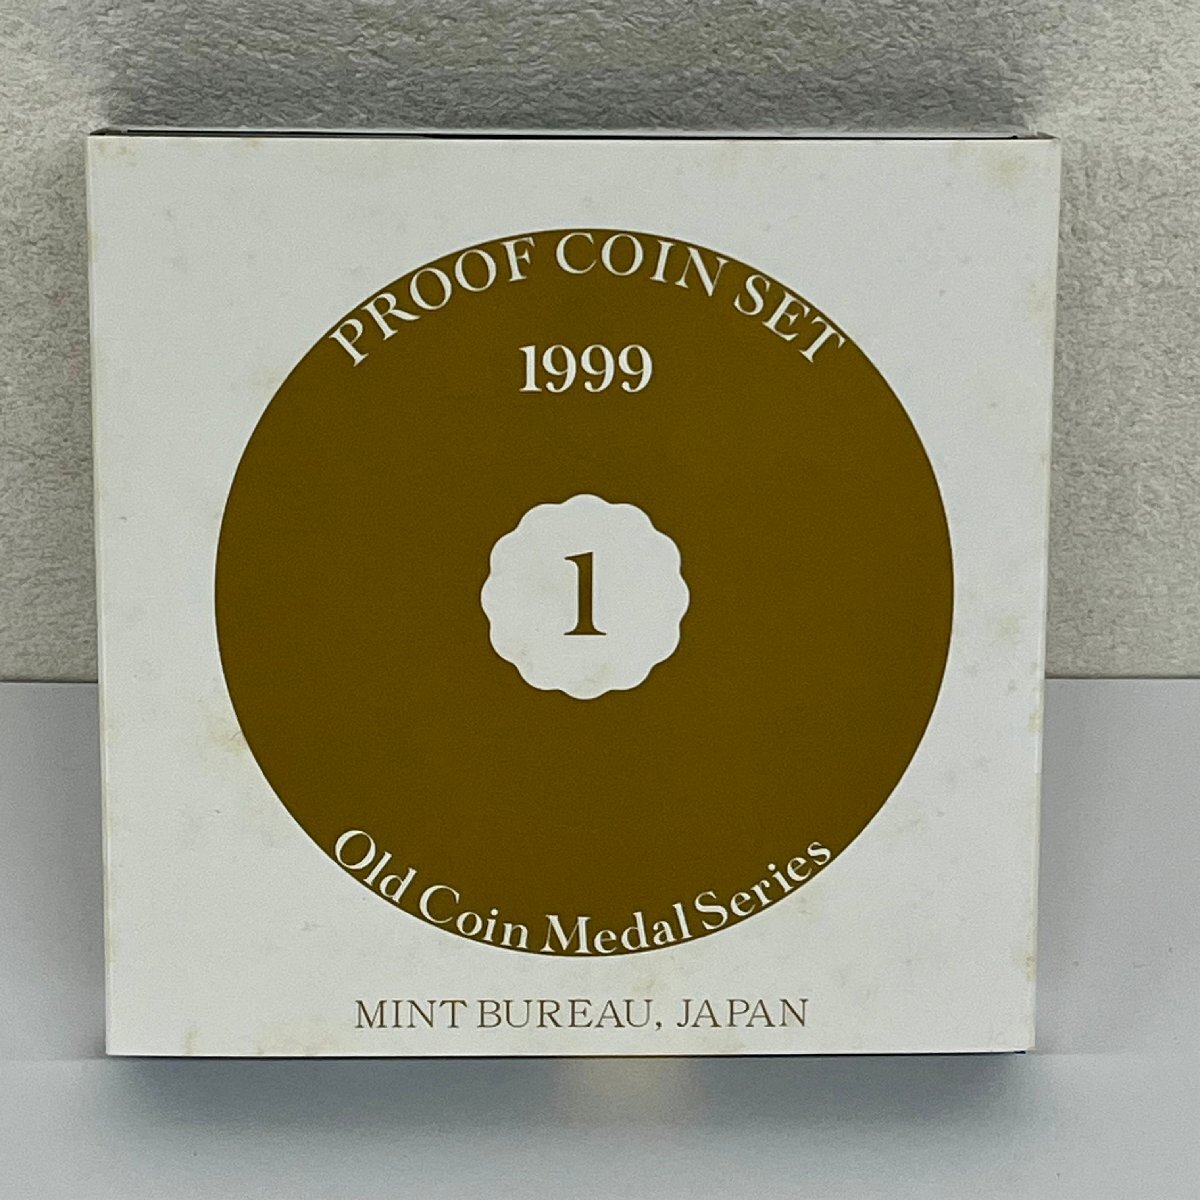 PROOF COIN SET
1999
1
Old Coin Medal Series
MINT BUREAU, JAPAN